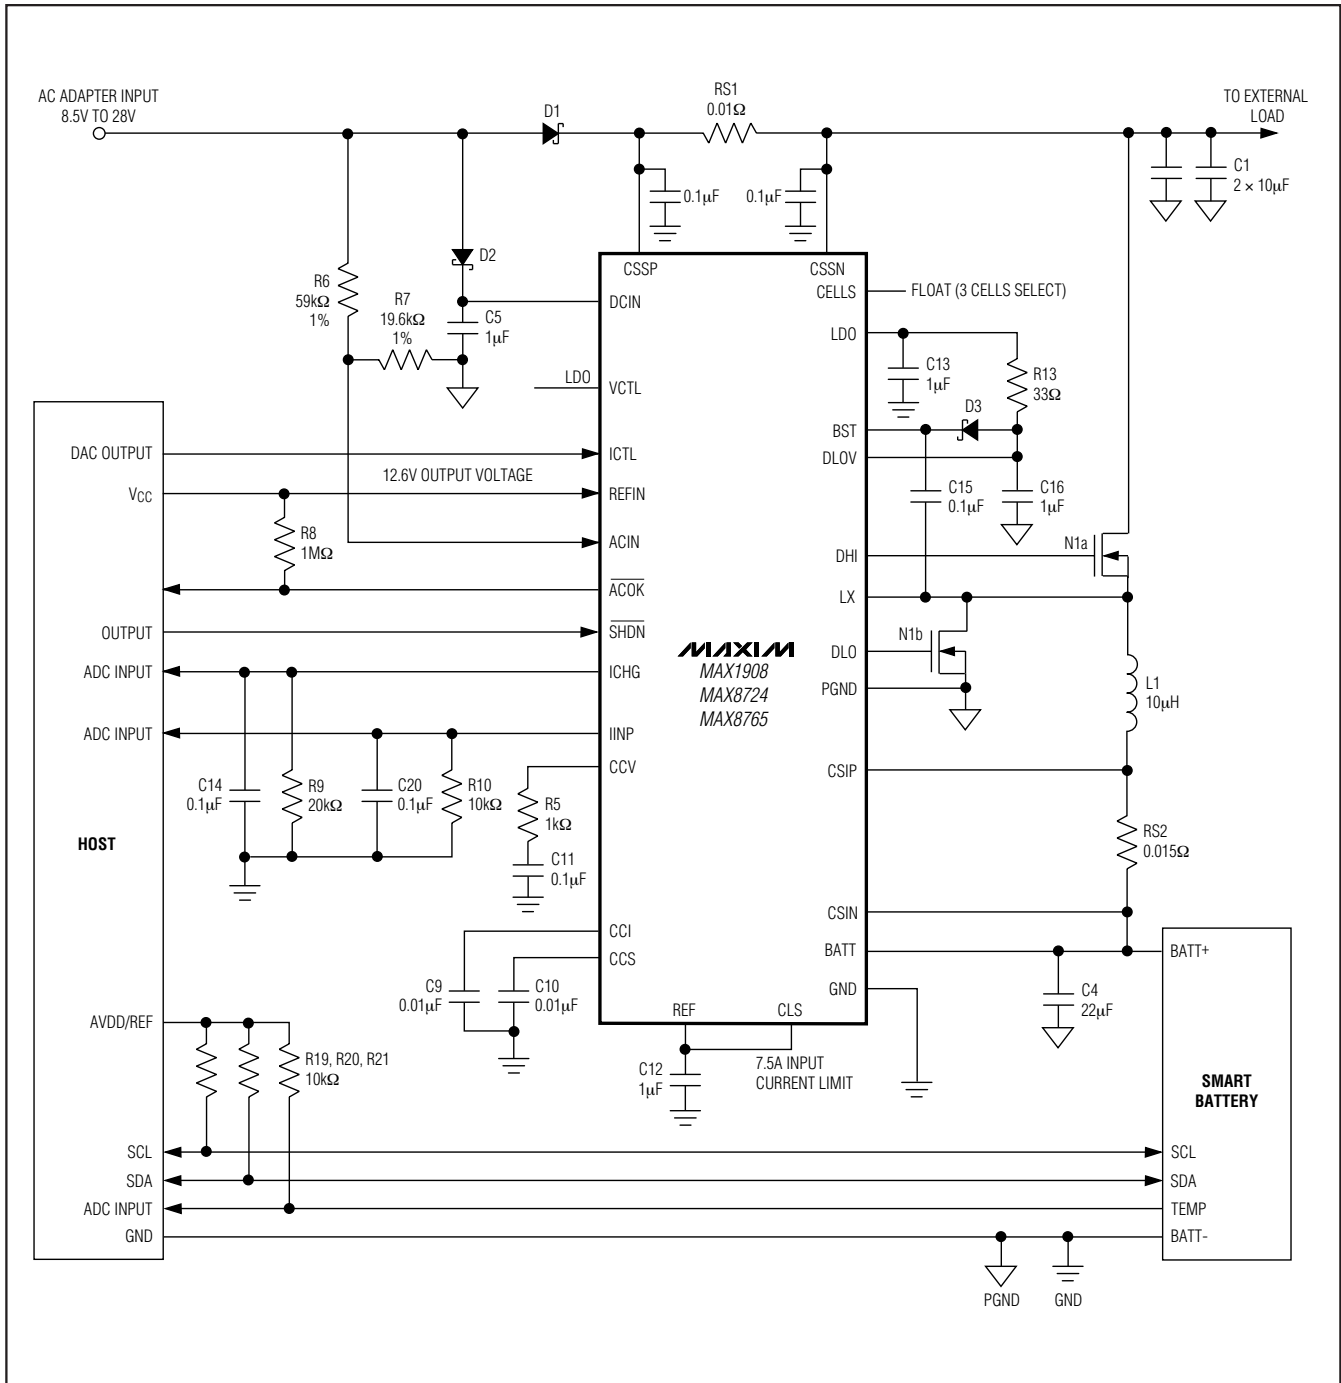 AC ADAPTER INPUT
8.5V TO 28V
D1
RS1
0.01Ω
TO EXTERNAL
LOAD
0.1µF
0.1µF
C1
2 × 10µF
D2
R6
59kΩ
1%
R7
19.6kΩ
1%
C5
1µF
LDO
CSSP
CSSN
CELLS
FLOAT (3 CELLS SELECT)
DCIN
LDO
VCTL
C13
1µF
R13
33Ω
D3
BST
DLOV
DAC OUTPUT
ICTL
12.6V OUTPUT VOLTAGE
VCC
REFIN
C15
0.1µF
C16
1µF
R8
1MΩ
ACIN
DHI
N1a
ACOK
LX
OUTPUT
SHDN
N1b
DLO
ADC INPUT
ICHG
PGND
MAXIM
MAX1908
MAX8724
MAX8765
L1
10µH
ADC INPUT
IINP
CCV
CSIP
C14
0.1µF
R9
20kΩ
C20
0.1µF
R10
10kΩ
R5
1kΩ
C11
0.1µF
HOST
RS2
0.015Ω
CSIN
CCI
CCS
BATT
BATT+
C9
0.01µF
C10
0.01µF
GND
C4
22µF
REF
CLS
AVDD/REF
R19, R20, R21
10kΩ
C12
1µF
7.5A INPUT
CURRENT LIMIT
SMART
BATTERY
SCL
SCL
SDA
SDA
ADC INPUT
TEMP
GND
BATT-
PGND
GND